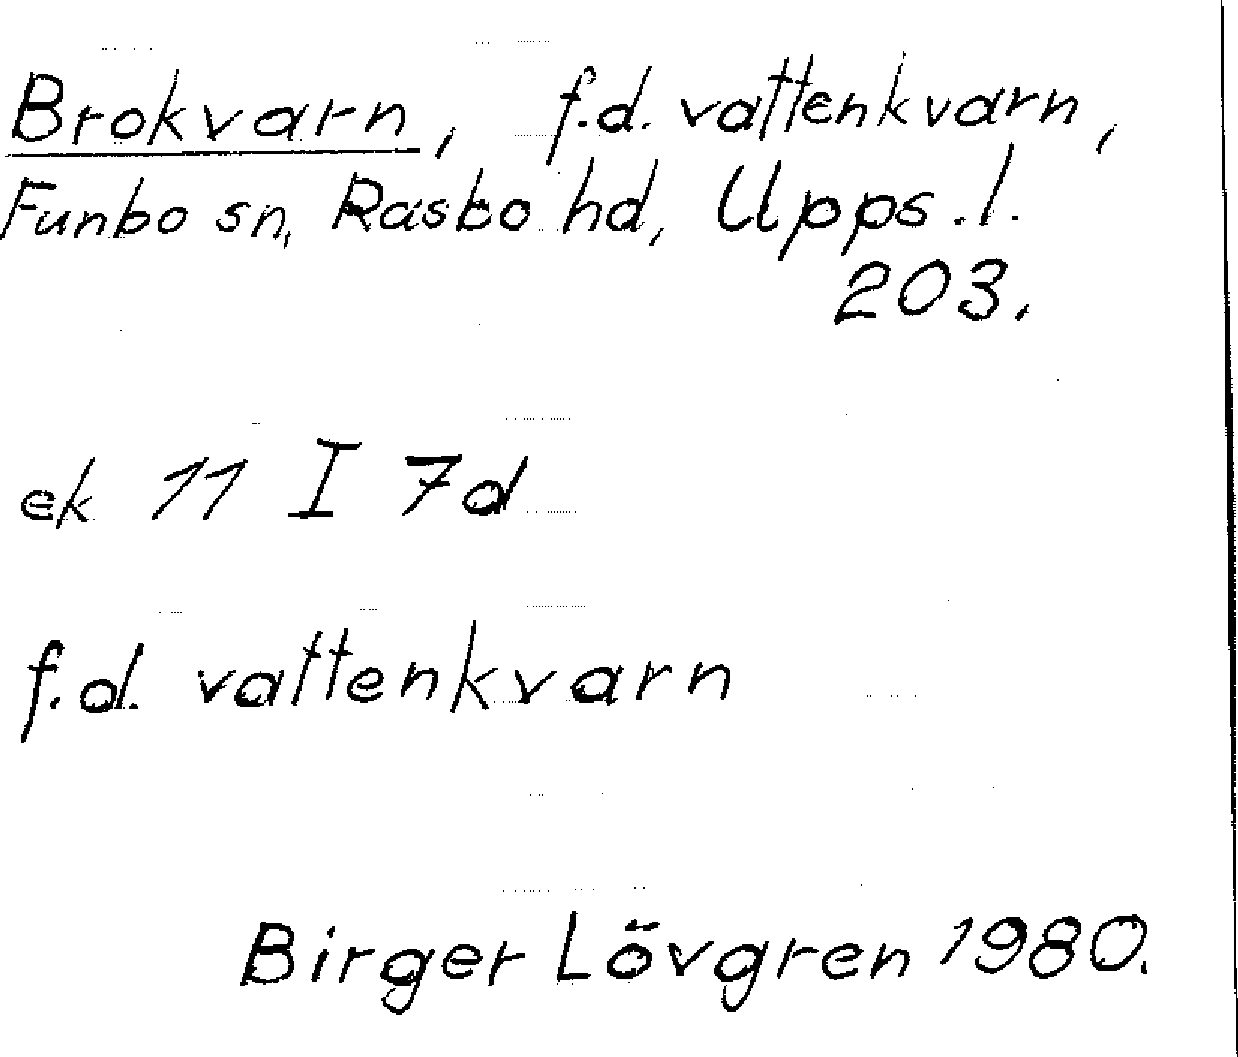 Brokvarn, f.d. vattenkvarn,
Funbo sn, Rasbo hd, Upps.l.
203.
ek 11 I 7d
f.d. vattenkvarn
Birger Lövgren 1980.